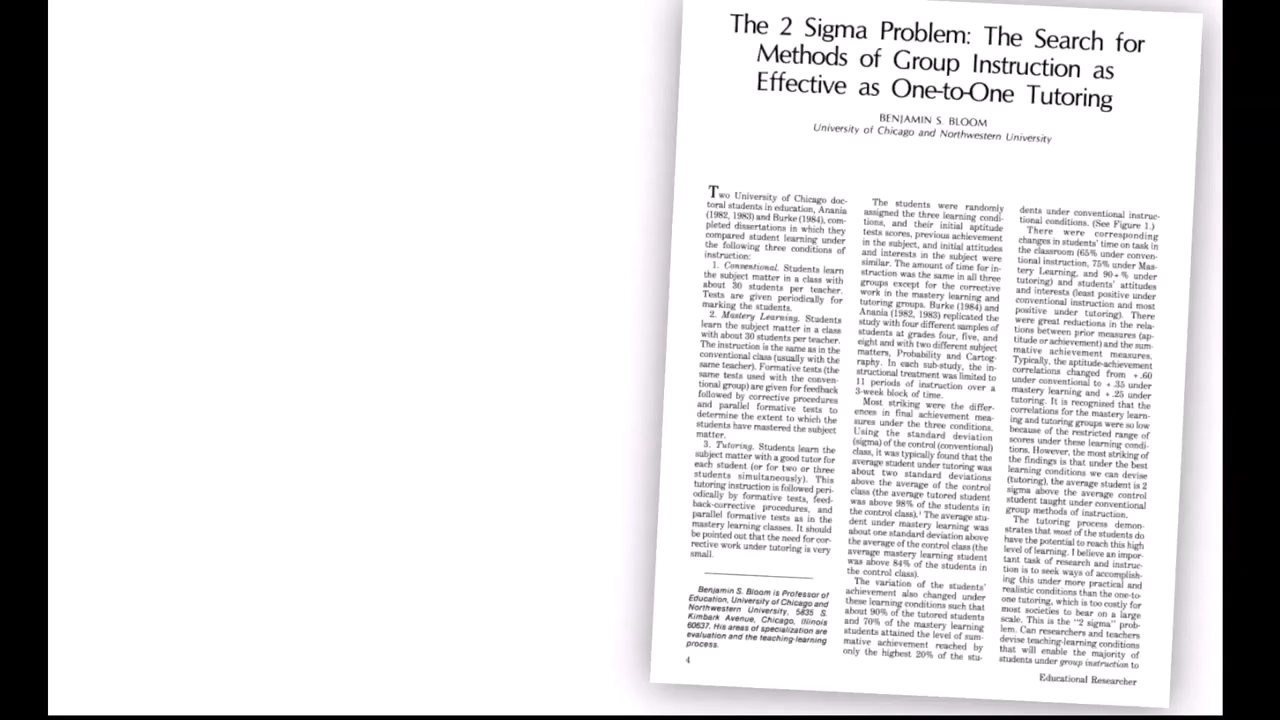 The 2 Sigma Problem: The Search for
Methods of Group Instruction as
Effective as One-to-One Tutoring
BENJAMIN S. BLOOM
University of Chicago and Northwestern University
Two University of Chicago doc-
toral students in education, Anania
(1982, 1983) and Burke (1984), com-
pleted dissertations in which they
compared student learning under
the following three conditions of
instruction:
1. Conventional. Students learn
the subject matter in a class with
about 30 students per teacher.
Tests are given periodically for
marking the students.
2. Mastery Learning. Students
learn the subject matter in a class
with about 30 students per teacher.
The instruction is the same as in the
conventional class (usually with the
same teacher). Formative tests (the
same tests used with the conven-
tional group) are given for feedback
followed by corrective procedures
and parallel formative tests to
determine the extent to which the
students have mastered the subject
matter.
3. Tutoring. Students learn the
subject matter with a good tutor for
each student (or for two or three
students simultaneously). This
tutoring instruction is followed peri-
odically by formative tests, feed-
back-corrective procedures, and
parallel formative tests as in the
mastery learning classes. It should
be pointed out that the need for cor-
rective work under tutoring is very
small.
Benjamin S. Bloom is Professor of
Education, University of Chicago and
Northwestern University, 5835 S.
Kimbark Avenue, Chicago, Illinois
60637. His areas of specialization are
evaluation and the teaching-learning
process.
4
The students were randomly
assigned the three learning condi-
tions, and their initial aptitude
tests scores, previous achievement
in the subject, and initial attitudes
and interests in the subject were
similar. The amount of time for in-
struction was the same in all three
groups except for the corrective
work in the mastery learning and
tutoring groups. Burke (1984) and
Anania (1982, 1983) replicated the
study with four different samples of
students at grades four, five, and
eight and with two different subject
matters, Probability and Cartog-
raphy. In each sub-study, the in-
structional treatment was limited to
11 periods of instruction over a
3-week block of time.
Most striking were the differ-
ences in final achievement mea-
sures under the three conditions.
Using the standard deviation
(sigma) of the control (conventional)
class, it was typically found that the
average student under tutoring was
about two standard deviations
above the average of the control
class (the average tutored student
was above 98% of the students in
the control class).¹ The average stu-
dent under mastery learning was
about one standard deviation above
the average of the control class (the
average mastery learning student
was above 84% of the students in
the control class).
The variation of the students'
achievement also changed under
these learning conditions such that
about 90% of the tutored students
and 70% of the mastery learning
students attained the level of sum-
mative achievement reached by
only the highest 20% of the stu-
dents under conventional instruc-
tional conditions. (See Figure 1.)
There were corresponding
changes in students' time on task in
the classroom (65% under conven-
tional instruction, 75% under Mas-
tery Learning, and 90+% under
tutoring) and students' attitudes
and interests (least positive under
conventional instruction and most
positive under tutoring). There
were great reductions in the rela-
tions between prior measures (ap-
titude or achievement) and the sum-
mative achievement measures.
Typically, the aptitude-achievement
correlations changed from +.60
under conventional to +.35 under
mastery learning and +.25 under
tutoring. It is recognized that the
correlations for the mastery learn-
ing and tutoring groups were so low
because of the restricted range of
scores under these learning condi-
tions. However, the most striking of
the findings is that under the best
learning conditions we can devise
(tutoring), the average student is 2
sigma above the average control
student taught under conventional
group methods of instruction.
The tutoring process demon-
strates that most of the students do
have the potential to reach this high
level of learning. I believe an impor-
tant task of research and instruc-
tion is to seek ways of accomplish-
ing this under more practical and
realistic conditions than the one-to-
one tutoring, which is too costly for
most societies to bear on a large
scale. This is the "2 sigma" prob-
lem. Can researchers and teachers
devise teaching-learning conditions
that will enable the majority of
students under group instruction to
Educational Researcher